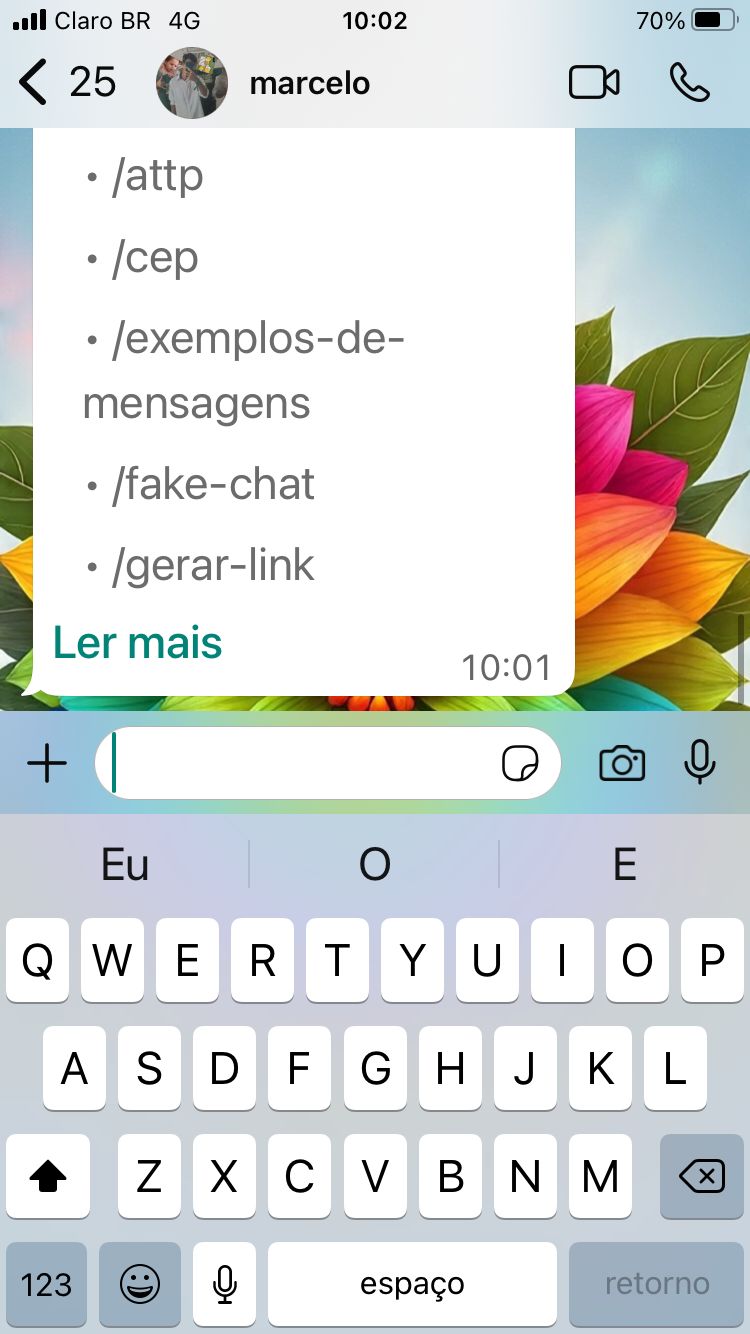 Claro BR 4G 10:02 70%
25 marcelo
• /attp
• /cep
• /exemplos-de-
mensagens
• /fake-chat
• /gerar-link
Ler mais
10:01
Eu O E
Q W E R T Y U I O P
A S D F G H J K L
Z X C V B N M
123 espaço retorno